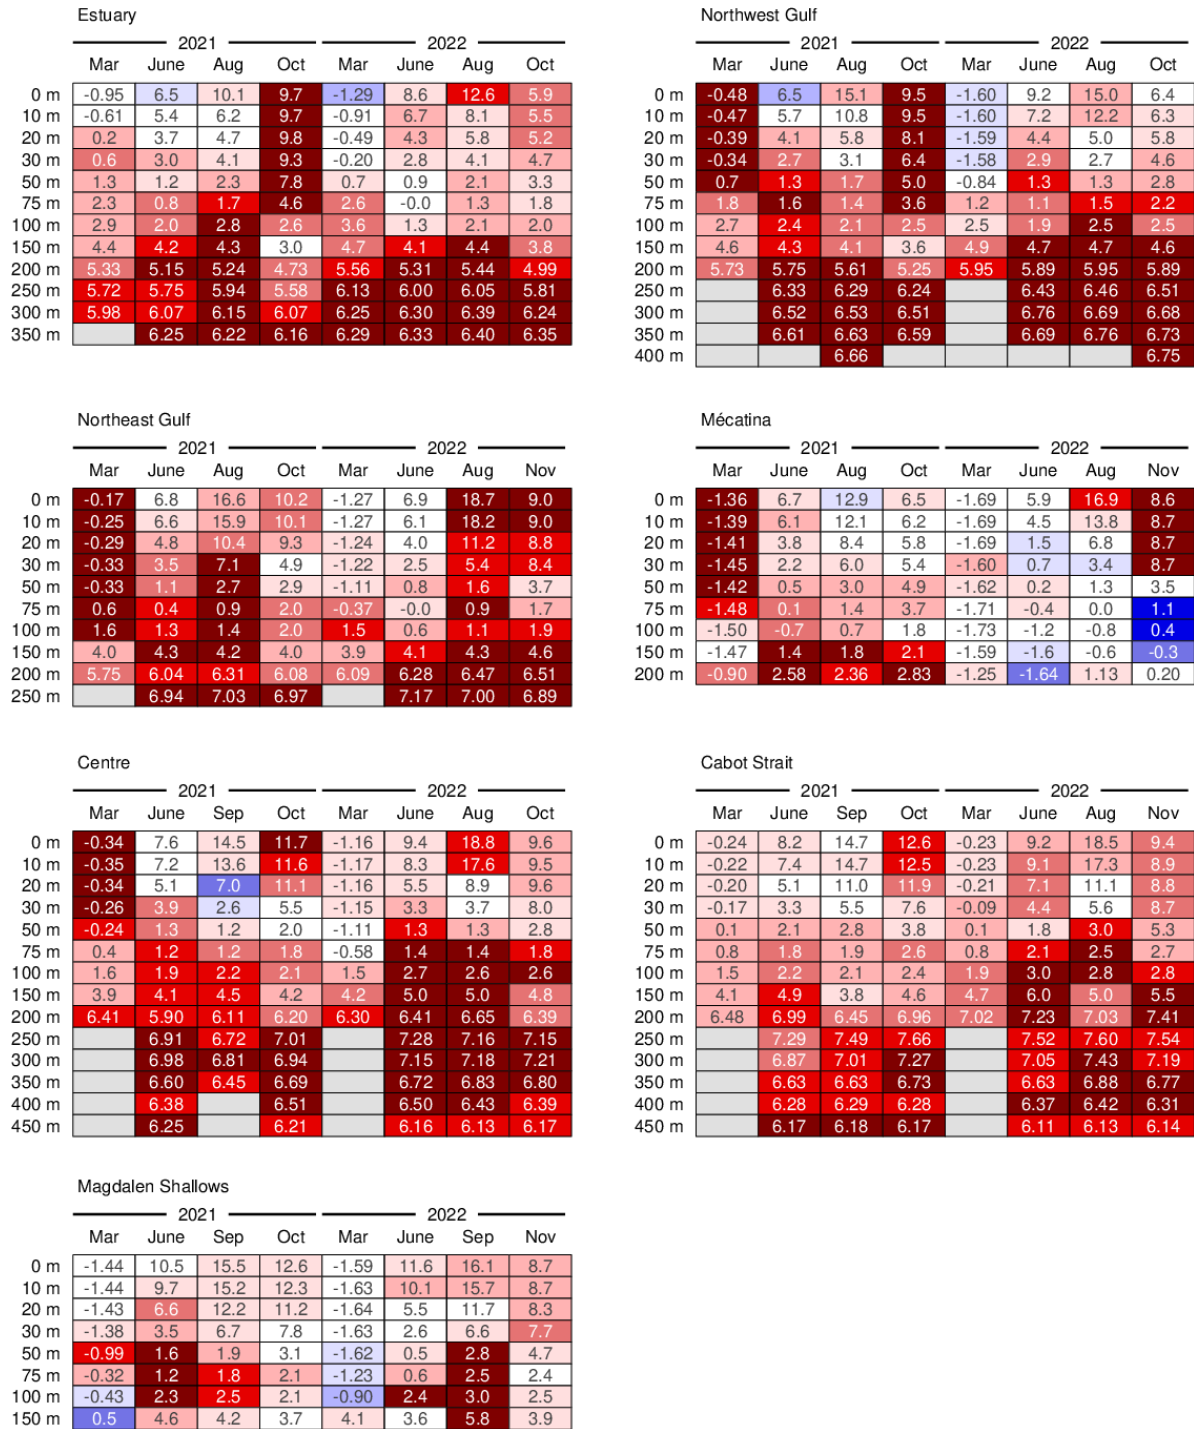 Estuary
2021 2022
Mar June Aug Oct Mar June Aug Oct
0 m -0.95 6.5 10.1 9.7 -1.29 8.6 12.6 5.9
10 m -0.61 5.4 6.2 9.7 -0.91 6.7 8.1 5.5
20 m 0.2 3.7 4.7 9.8 -0.49 4.3 5.8 5.2
30 m 0.6 3.0 4.1 9.3 -0.20 2.8 4.1 4.7
50 m 1.3 1.2 2.3 7.8 0.7 0.9 2.1 3.3
75 m 2.3 0.8 1.7 4.6 2.6 -0.0 1.3 1.8
100 m 2.9 2.0 2.8 2.6 3.6 1.3 2.1 2.0
150 m 4.4 4.2 4.3 3.0 4.7 4.1 4.4 3.8
200 m 5.33 5.15 5.24 4.73 5.56 5.31 5.44 4.99
250 m 5.72 5.75 5.94 5.58 6.13 6.00 6.05 5.81
300 m 5.98 6.07 6.15 6.07 6.25 6.30 6.39 6.24
350 m 6.25 6.22 6.16 6.29 6.33 6.40 6.35
Northwest Gulf
2021 2022
Mar June Aug Oct Mar June Aug Oct
0 m -0.48 6.5 15.1 9.5 -1.60 9.2 15.0 6.4
10 m -0.47 5.7 10.8 9.5 -1.60 7.2 12.2 6.3
20 m -0.39 4.1 5.8 8.1 -1.59 4.4 5.0 5.8
30 m -0.34 2.7 3.1 6.4 -1.58 2.9 2.7 4.6
50 m 0.7 1.3 1.7 5.0 -0.84 1.3 1.3 2.8
75 m 1.8 1.6 1.4 3.6 1.2 1.1 1.5 2.2
100 m 2.7 2.4 2.1 2.5 2.5 1.9 2.5 2.5
150 m 4.6 4.3 4.1 3.6 4.9 4.7 4.7 4.6
200 m 5.73 5.75 5.61 5.25 5.95 5.89 5.95 5.89
250 m 6.33 6.29 6.24 6.43 6.46 6.51
300 m 6.52 6.53 6.51 6.76 6.69 6.68
350 m 6.61 6.63 6.59 6.69 6.76 6.73
400 m 6.66 6.75
Northeast Gulf
2021 2022
Mar June Aug Oct Mar June Aug Nov
0 m -0.17 6.8 16.6 10.2 -1.27 6.9 18.7 9.0
10 m -0.25 6.6 15.9 10.1 -1.27 6.1 18.2 9.0
20 m -0.29 4.8 10.4 9.3 -1.24 4.0 11.2 8.8
30 m -0.33 3.5 7.1 4.9 -1.22 2.5 5.4 8.4
50 m -0.33 1.1 2.7 2.9 -1.11 0.8 1.6 3.7
75 m 0.6 0.4 0.9 2.0 -0.37 -0.0 0.9 1.7
100 m 1.6 1.3 1.4 2.0 1.5 0.6 1.1 1.9
150 m 4.0 4.3 4.2 4.0 3.9 4.1 4.3 4.6
200 m 5.75 6.04 6.31 6.08 6.09 6.28 6.47 6.51
250 m 6.94 7.03 6.97 7.17 7.00 6.89
Mécatina
2021 2022
Mar June Aug Oct Mar June Aug Nov
0 m -1.36 6.7 12.9 6.5 -1.69 5.9 16.9 8.6
10 m -1.39 6.1 12.1 6.2 -1.69 4.5 13.8 8.7
20 m -1.41 3.8 8.4 5.8 -1.69 1.5 6.8 8.7
30 m -1.45 2.2 6.0 5.4 -1.60 0.7 3.4 8.7
50 m -1.42 0.5 3.0 4.9 -1.62 0.2 1.3 3.5
75 m -1.48 0.1 1.4 3.7 -1.71 -0.4 0.0 1.1
100 m -1.50 -0.7 0.7 1.8 -1.73 -1.2 -0.8 0.4
150 m -1.47 1.4 1.8 2.1 -1.59 -1.6 -0.6 -0.3
200 m -0.90 2.58 2.36 2.83 -1.25 -1.64 1.13 0.20
Centre
2021 2022
Mar June Sep Oct Mar June Aug Oct
0 m -0.34 7.6 14.5 11.7 -1.16 9.4 18.8 9.6
10 m -0.35 7.2 13.6 11.6 -1.17 8.3 17.6 9.5
20 m -0.34 5.1 7.0 11.1 -1.16 5.5 8.9 9.6
30 m -0.26 3.9 2.6 5.5 -1.15 3.3 3.7 8.0
50 m -0.24 1.3 1.2 2.0 -1.11 1.3 1.3 2.8
75 m 0.4 1.2 1.2 1.8 -0.58 1.4 1.4 1.8
100 m 1.6 1.9 2.2 2.1 1.5 2.7 2.6 2.6
150 m 3.9 4.1 4.5 4.2 4.2 5.0 5.0 4.8
200 m 6.41 5.90 6.11 6.20 6.30 6.41 6.65 6.39
250 m 6.91 6.72 7.01 7.28 7.16 7.15
300 m 6.98 6.81 6.94 7.15 7.18 7.21
350 m 6.60 6.45 6.69 6.72 6.83 6.80
400 m 6.38 6.51 6.50 6.43 6.39
450 m 6.25 6.21 6.16 6.13 6.17
Cabot Strait
2021 2022
Mar June Sep Oct Mar June Aug Nov
0 m -0.24 8.2 14.7 12.6 -0.23 9.2 18.5 9.4
10 m -0.22 7.4 14.7 12.5 -0.23 9.1 17.3 8.9
20 m -0.20 5.1 11.0 11.9 -0.21 7.1 11.1 8.8
30 m -0.17 3.3 5.5 7.6 -0.09 4.4 5.6 8.7
50 m 0.1 2.1 2.8 3.8 0.1 1.8 3.0 5.3
75 m 0.8 1.8 1.9 2.6 0.8 2.1 2.5 2.7
100 m 1.5 2.2 2.1 2.4 1.9 3.0 2.8 2.8
150 m 4.1 4.9 3.8 4.6 4.7 6.0 5.0 5.5
200 m 6.48 6.99 6.45 6.96 7.02 7.23 7.03 7.41
250 m 7.29 7.49 7.66 7.52 7.60 7.54
300 m 6.87 7.01 7.27 7.05 7.43 7.19
350 m 6.63 6.63 6.73 6.63 6.88 6.77
400 m 6.28 6.29 6.28 6.37 6.42 6.31
450 m 6.17 6.18 6.17 6.11 6.13 6.14
Magdalen Shallows
2021 2022
Mar June Sep Oct Mar June Sep Nov
0 m -1.44 10.5 15.5 12.6 -1.59 11.6 16.1 8.7
10 m -1.44 9.7 15.2 12.3 -1.63 10.1 15.7 8.7
20 m -1.43 6.6 12.2 11.2 -1.64 5.5 11.7 8.3
30 m -1.38 3.5 6.7 7.8 -1.63 2.6 6.6 7.7
50 m -0.99 1.6 1.9 3.1 -1.62 0.5 2.8 4.7
75 m -0.32 1.2 1.8 2.1 -1.23 0.6 2.5 2.4
100 m -0.43 2.3 2.5 2.1 -0.90 2.4 3.0 2.5
150 m 0.5 4.6 4.2 3.7 4.1 3.6 5.8 3.9